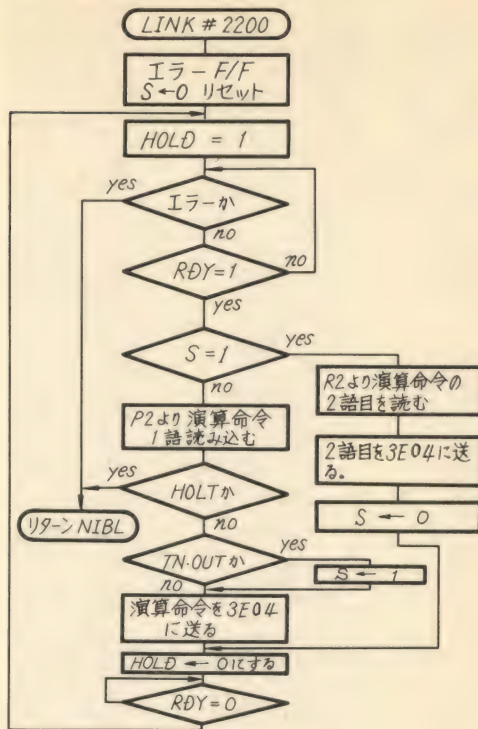 LINK # 2200
エラー F/F
S←0 リセット
HOLD = 1
yes
エラーか
no
RDY=1
no
yes
S=1
yes
no
R2より演算命令の
2語目を読む
P2より演算命令
1語読み込む
2語目を3E04に送
る。
yes
HOLTか
no
S ← 0
リターン NIBL
TN・OUTか
yes
no
S ← 1
演算命令を3E04
に送る
HOLD ← 0にする
RDY=0